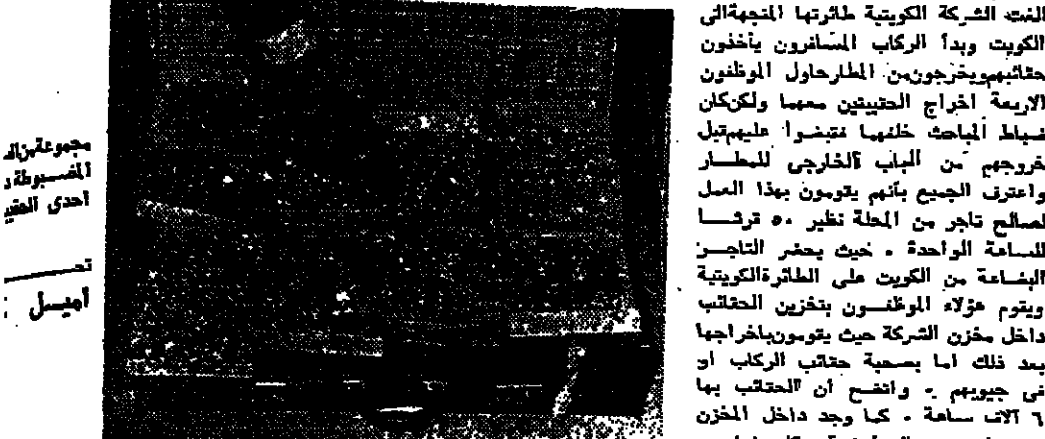 الغت الشركة الكويتية طائرتها المتجهة الى
الكويت وبدأ الركاب المسافرون يأخذون
حقائبهم ويخرجون من المطار حاول الموظفون
الاربعة اخراج الحقيبتين معهما ولكن كان
ضباط المباحث خلفهما فقبضوا عليهم قبل
خروجهم من الباب الخارجى للمطار
واعترف الجميع بأنهم يقومون بهذا العمل
لصالح تاجر من المحلة نظير ٥٠ قرشا
للساعة الواحدة . حيث يحضر التاجر
البضاعة من الكويت على الطائرة الكويتية
ويقوم هؤلاء الموظفون بتخزين الحقائب
داخل مخزن الشركة حيث يقومون باخراجها
بعد ذلك اما بصحبة حقائب الركاب او
فى جيوبهم . واتضح ان الحقائب بها
٦ آلاف ساعة . كما وجد داخل المخزن
مجموعة من
المضبوطة
احدى
أميل